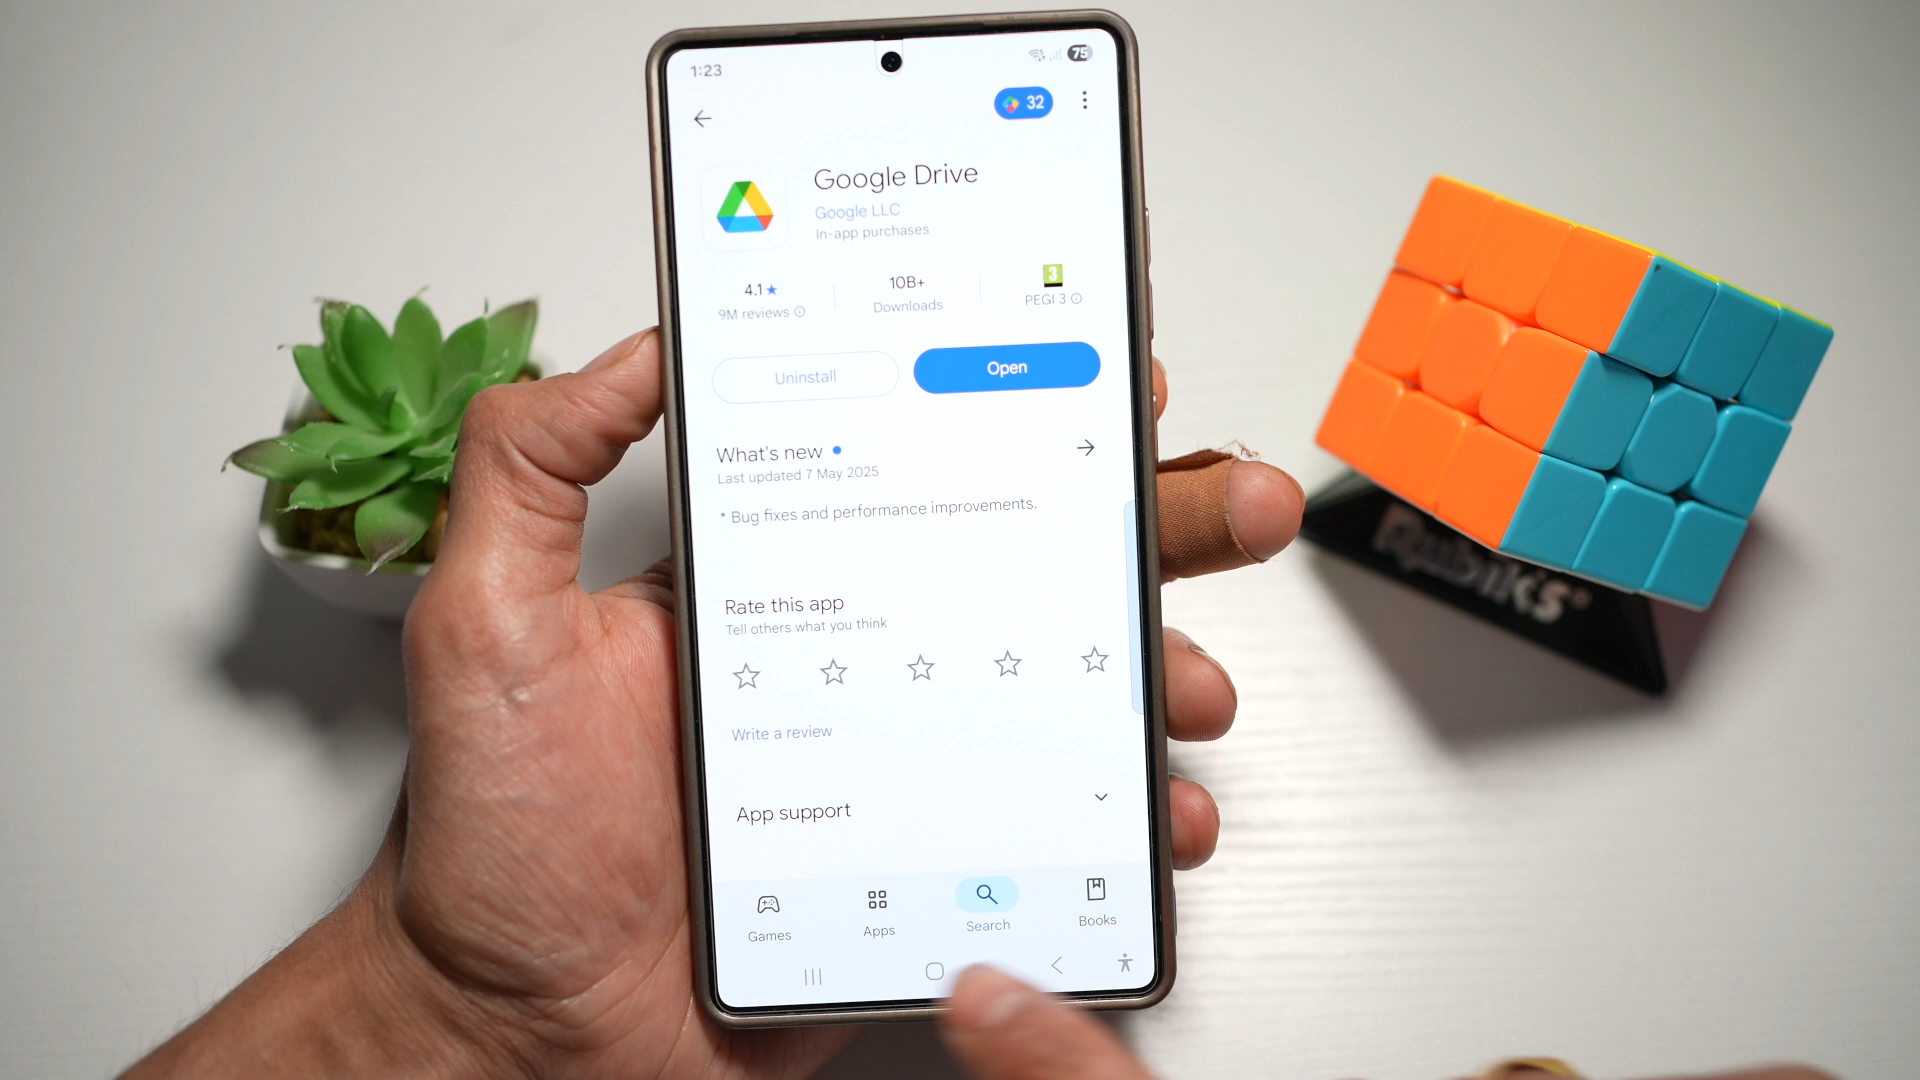 1:23
75
32
Google Drive
Google LLC
In-app purchases
4.1★
9M reviews
10B+
Downloads
3
PEGI 3
Uninstall
Open
What's new
Last updated 7 May 2025
* Bug fixes and performance improvements.
Rate this app
Tell others what you think
Write a review
App support
Games
Apps
Search
Books
Rubik's